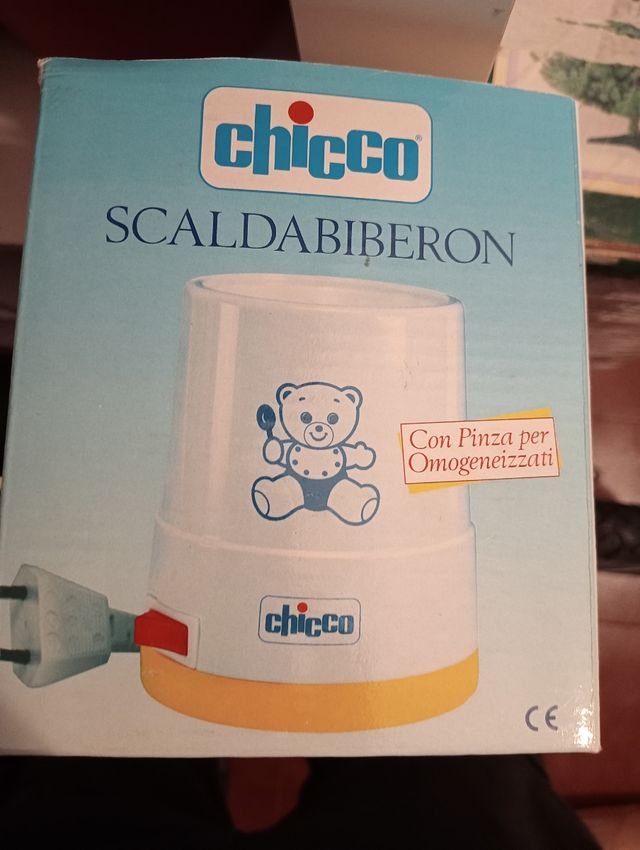 chicco®
SCALDABIBERON
Con Pinza per
Omogeneizzati
chicco
CE